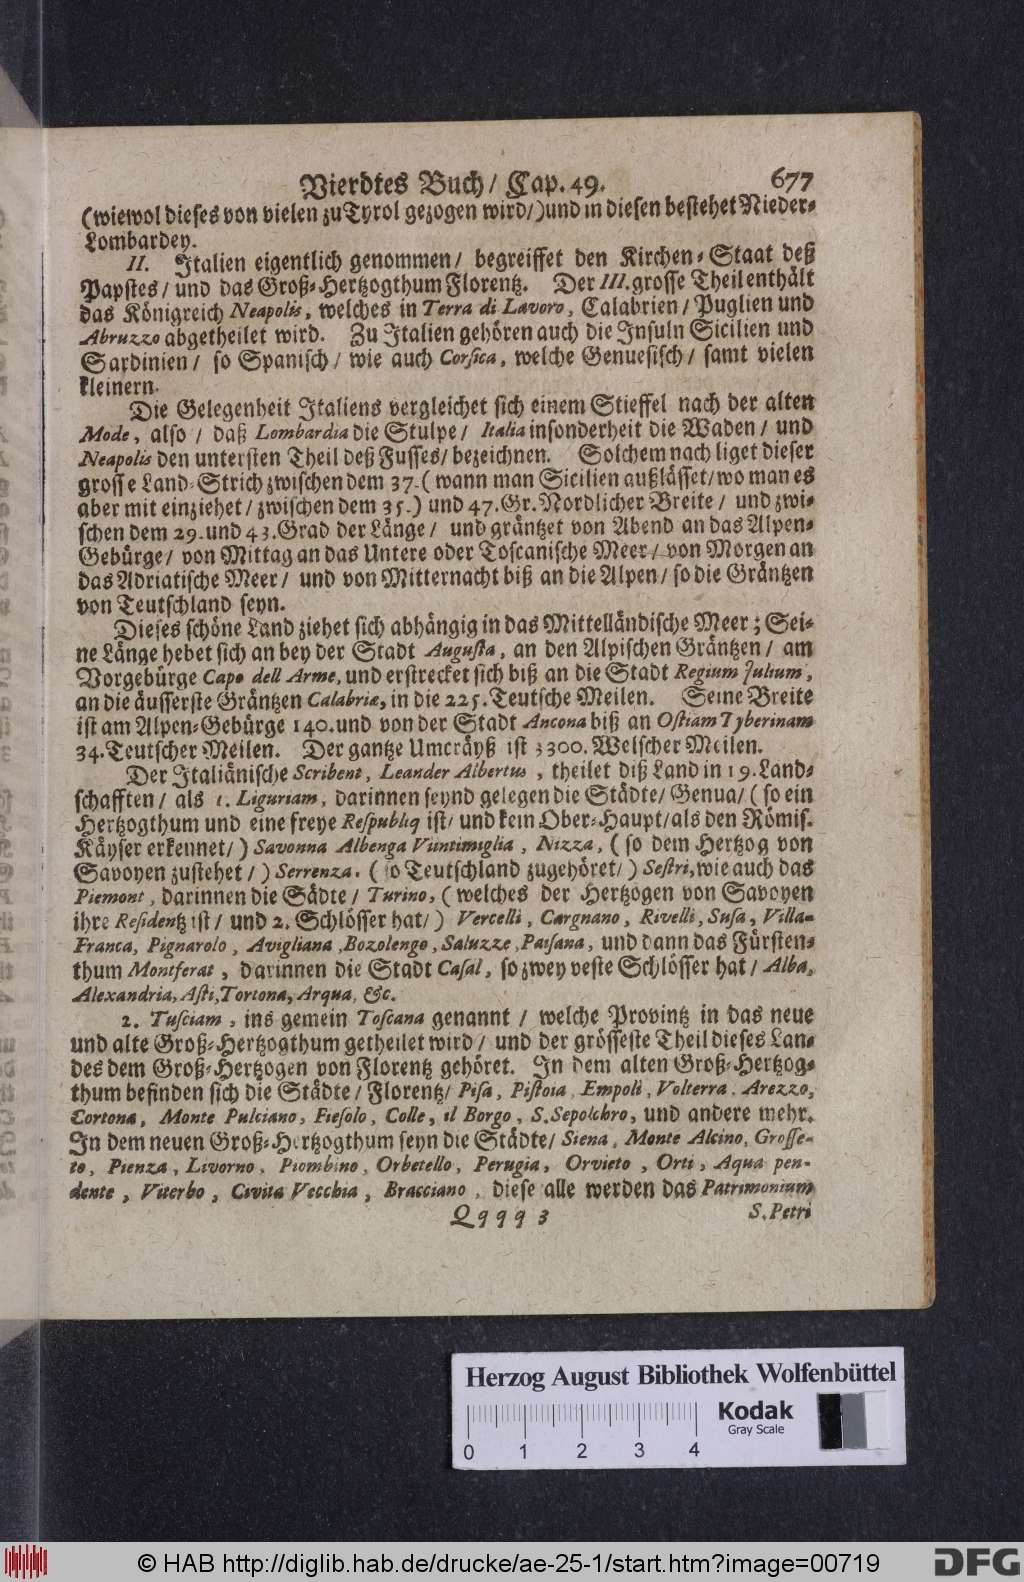 Vierdtes Buch / Cap. 49. 677
(wiewol dieses von vielen zu Tyrol gezogen wird /) und in diesen bestehet Nieder-
Lombardey.
II. Italien eigentlich genommen / begreiffet den Kirchen-Staat deß
Papstes / und das Groß-Hertzogthum Florentz. Der III. grosse Theil enthält
das Königreich Neapolis, welches in Terra di Lavoro, Calabrien / Puglien und
Abruzzo abgetheilet wird. Zu Italien gehören auch die Insuln Sicilien und
Sardinien / so Spanisch / wie auch Corsica, welche Genuesisch / samt vielen
kleinern.
Die Gelegenheit Italiens vergleichet sich einem Stieffel nach der alten
Mode, also / daß Lombardia die Stulpe / Italia insonderheit die Waden / und
Neapolis den untersten Theil deß Fusses / bezeichnen. Solchem nach liget dieser
grosse Land-Strich zwischen dem 37. (wann man Sicilien außlässet / wo man es
aber mit einziehet / zwischen dem 35.) und 47. Gr. Nordlicher Breite / und zwi-
schen dem 29. und 43. Grad der Länge / und gräntzet von Abend an das Alpen-
Gebürge / von Mittag an das Untere oder Toscanische Meer / von Morgen an
das Adriatische Meer / und von Mitternacht biß an die Alpen / so die Gräntzen
von Teutschland seyn.
Dieses schöne Land ziehet sich abhängig in das Mittelländische Meer; Sei-
ne Länge hebet sich an bey der Stadt Augusta, an den Alpischen Gräntzen / am
Vorgebürge Capo dell Arme, und erstrecket sich biß an die Stadt Regium Julium,
an die äusserste Gräntzen Calabriæ, in die 225. Teutsche Meilen. Seine Breite
ist am Alpen-Gebürge 140. und von der Stadt Ancona biß an Ostiam Tyberinam
34. Teutscher Meilen. Der gantze Umcräyß ist 3300. Welscher Meilen.
Der Italiänische Scribent, Leander Albertus, theilet diß Land in 19. Land-
schafften / als 1. Liguriam, darinnen seynd gelegen die Städte / Genua / (so ein
Hertzogthum und eine freye Respubliq ist / und kein Ober-Haupt / als den Römis.
Käyser erkennet /) Savonna Albenga Vuntimiglia, Nizza, (so dem Hertzog von
Savoyen zustehet /) Serrenza. (so Teutschland zugehöret /) Sestri, wie auch das
Piemont, darinnen die Sädte / Turino, (welches der Hertzogen von Savoyen
ihre Residentz ist / und 2. Schlösser hat /) Vercelli, Cargnano, Rivelli, Susa, Villa-
Franca, Pignarolo, Avigliana, Bozolengo, Saluzze, Paisana, und dann das Fürsten-
thum Montferat, darinnen die Stadt Casal, so zwey veste Schlösser hat / Alba,
Alexandria, Asti, Tortona, Arqua, &c.
2. Tusciam, ins gemein Toscana genannt / welche Provintz in das neue
und alte Groß-Hertzogthum getheilet wird / und der grösseste Theil dieses Lan-
des dem Groß-Hertzogen von Florentz gehöret. In dem alten Groß-Hertzog-
thum befinden sich die Städte / Florentz / Pisa, Pistoia, Empoli, Volterra, Arezzo,
Cortona, Monte Pulciano, Fiesolo, Colle, il Borgo, S. Sepolchro, und andere mehr.
In dem neuen Groß-Hertzogthum seyn die Städte / Siena, Monte Alcino, Grosse-
to, Pienza, Livorno, Piombino, Orbetello, Perugia, Orvieto, Orti, Aqua pen-
dente, Viterbo, Civita Vecchia, Bracciano, diese alle werden das Patrimonium
Qqqq 3 S. Petri
Herzog August Bibliothek Wolfenbüttel
Kodak
Gray Scale
0 1 2 3 4
© HAB http://diglib.hab.de/drucke/ae-25-1/start.htm?image=00719
DFG